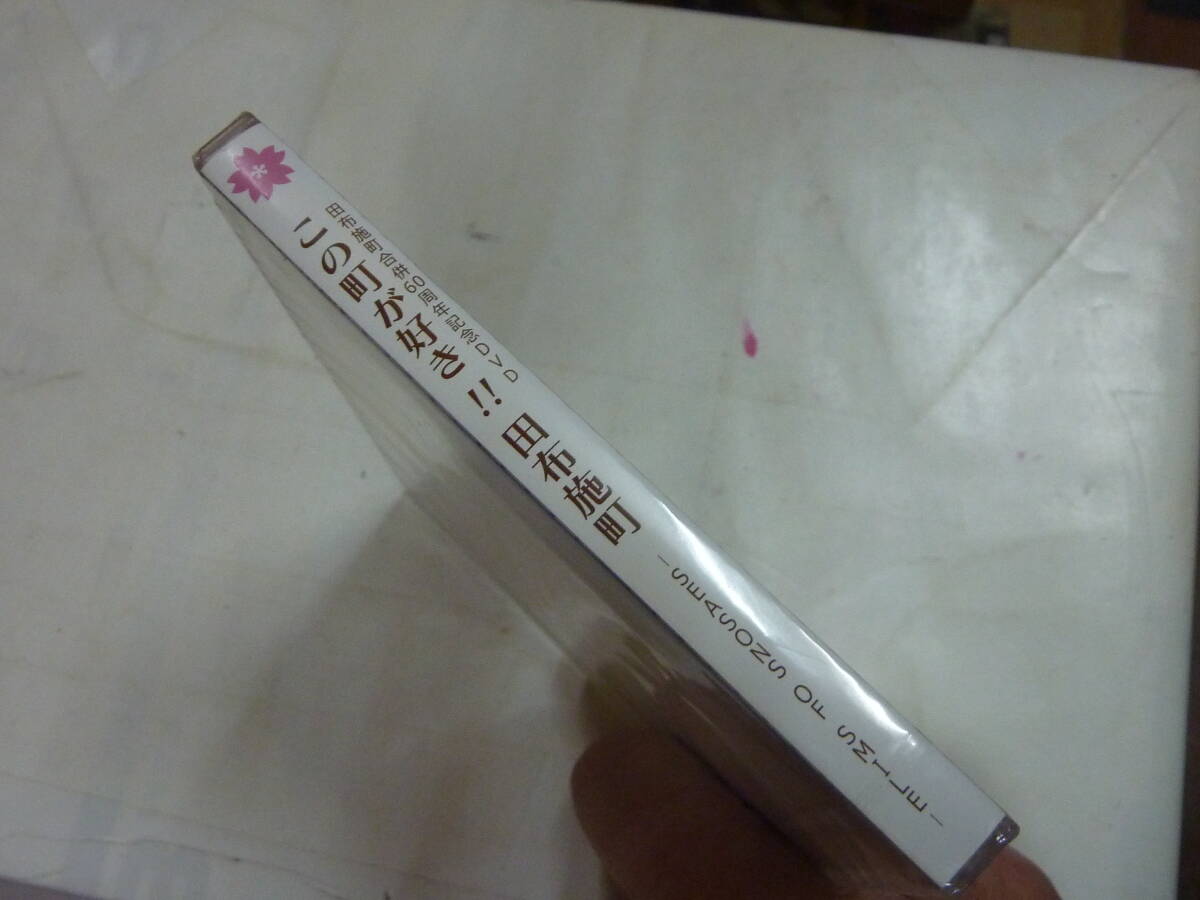 田布施町合併60周年記念DVD
この町が好き!! 田布施町
－SEASONS OF SMILE－